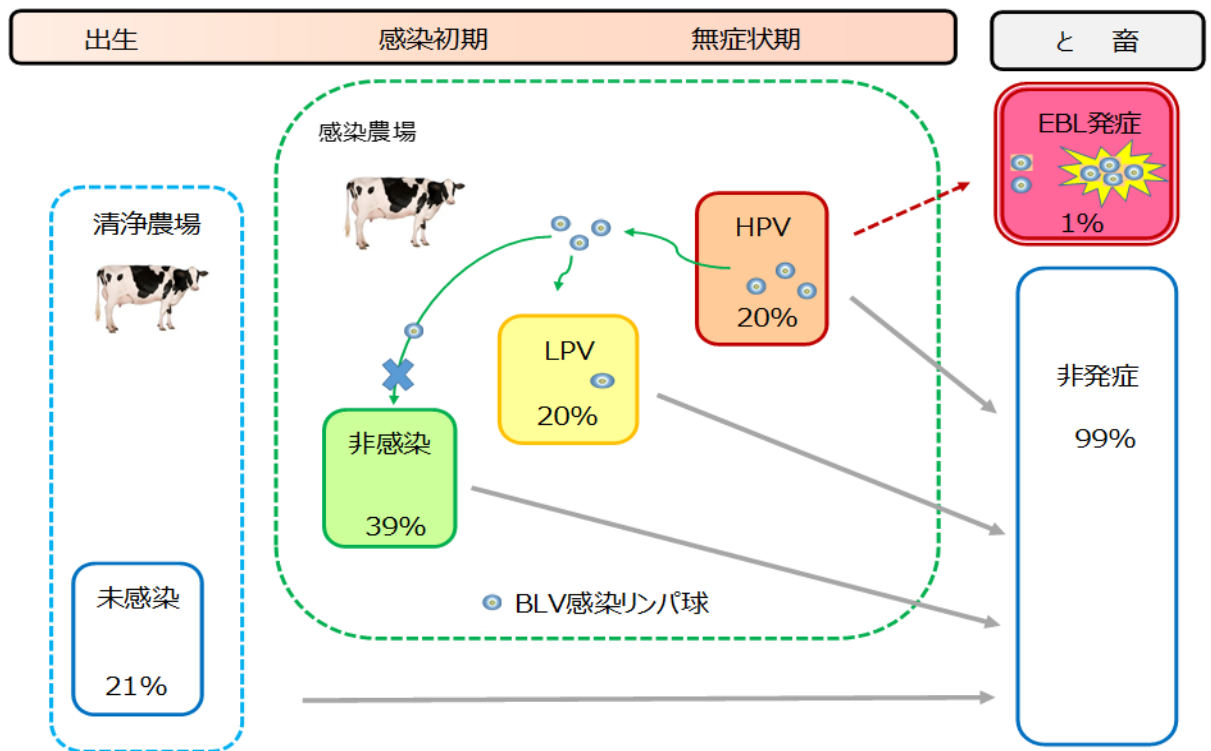 出生
感染初期
無症状期
と 畜
感染農場
EBL発症
1%
清浄農場
HPV
20%
LPV
20%
非発症
99%
非感染
39%
未感染
21%
BLV感染リンパ球